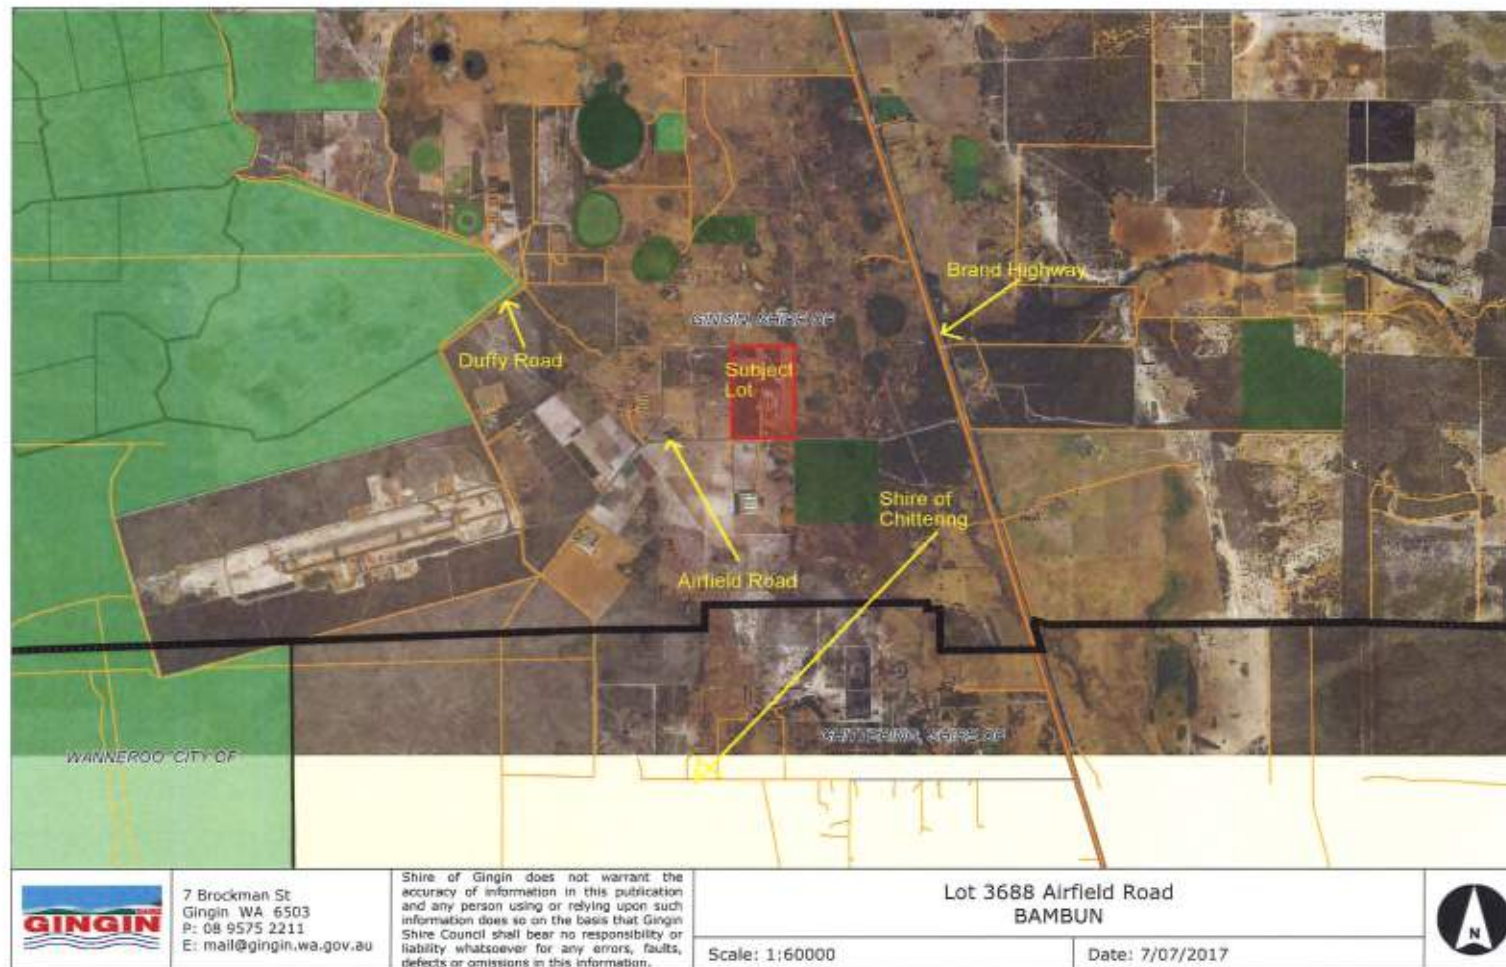 Brand Highway
GINGIN, SHIRE OF
Duffy Road
Subject
Lot
Shire of
Chittering
Airfield Road
CHITTERING, SHIRE OF
WANNEROO CITY OF
SHIRE
GINGIN
7 Brockman St
Gingin WA 6503
P: 08 9575 2211
E: mail@gingin.wa.gov.au
Shire of Gingin does not warrant the
accuracy of information in this publication
and any person using or relying upon such
information does so on the basis that Gingin
Shire Council shall bear no responsibility or
liability whatsoever for any errors, faults,
defects or omissions in this information.
Lot 3688 Airfield Road
BAMBUN
Scale: 1:60000
Date: 7/07/2017
N